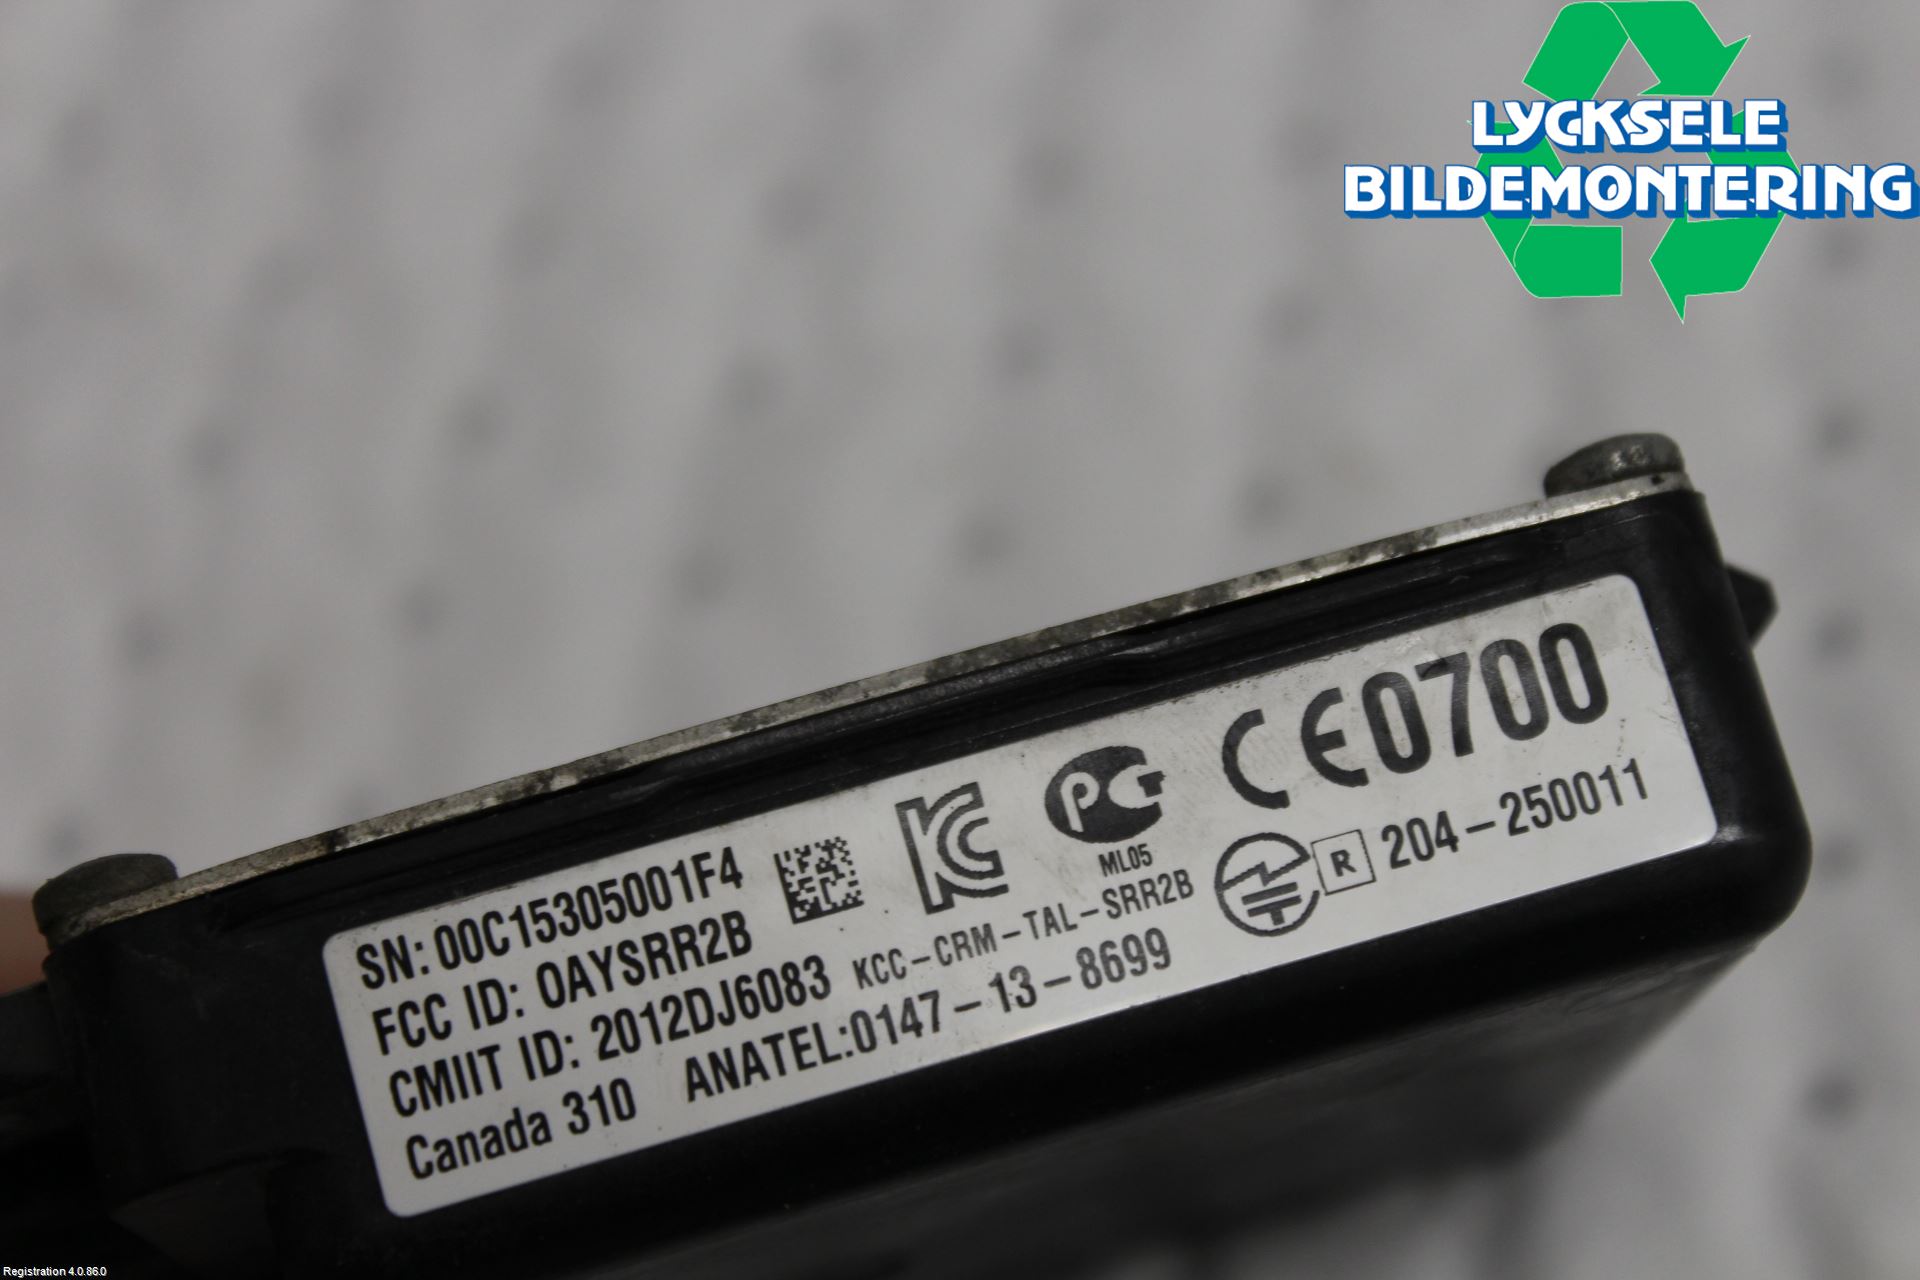 LYCKSELE
BILDEMONTERING
SN: 00C15305001F4
FCC ID: OAYSRR2B
CMIIT ID: 2012DJ6083
Canada 310
ANATEL:0147-13-8699
KCC-CRM-TAL-SRR2B
ML05
CE0700
R 204-250011
Registration 4.0.86.0